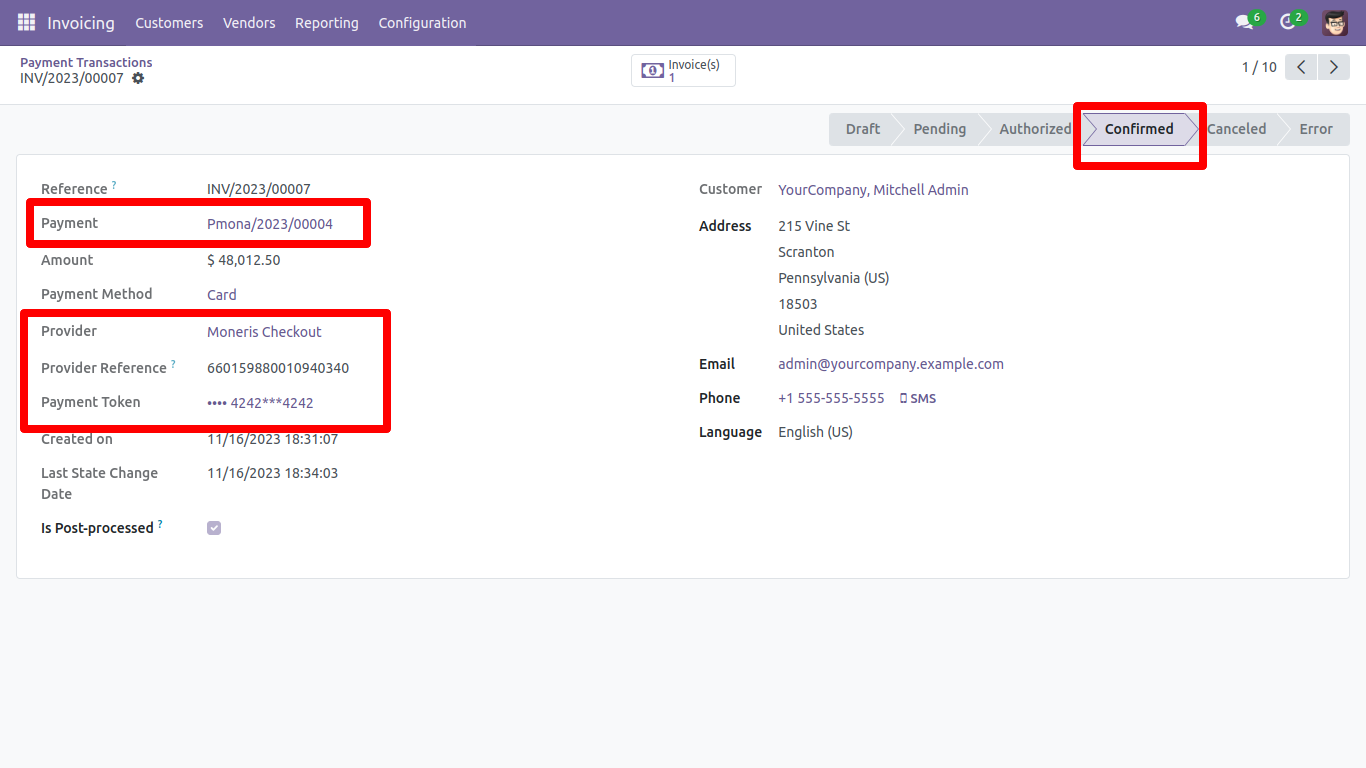 Invoicing Customers Vendors Reporting Configuration 6 2
Payment Transactions
INV/2023/00007
Invoice(s)
1
1 / 10
Draft Pending Authorized Confirmed Canceled Error
Reference ? INV/2023/00007
Payment Pmona/2023/00004
Amount $ 48,012.50
Payment Method Card
Provider Moneris Checkout
Provider Reference ? 660159880010940340
Payment Token •••• 4242***4242
Created on 11/16/2023 18:31:07
Last State Change 11/16/2023 18:34:03
Date
Is Post-processed ?
Customer YourCompany, Mitchell Admin
Address 215 Vine St
Scranton
Pennsylvania (US)
18503
United States
Email admin@yourcompany.example.com
Phone +1 555-555-5555 SMS
Language English (US)